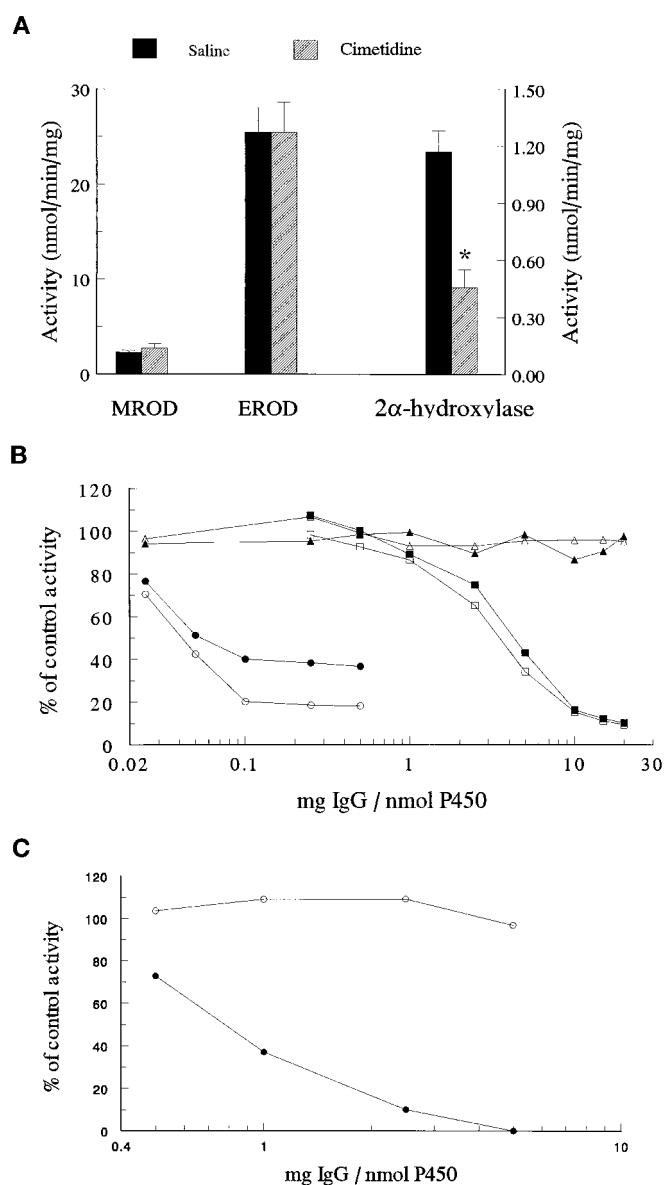 A
Saline Cimetidine
30 1.50
1.20
20
0.90
0.60
10
0.30
0 0.00
Activity (nmol/min/mg)
Activity (nmol/min/mg)
*
MROD EROD 2α-hydroxylase
B
120
100
80
60
40
20
0
% of control activity
0.02 0.1 1 10 30
mg IgG / nmol P450
C
120
100
80
60
40
20
0
% of control activity
0.4 1 10
mg IgG / nmol P450